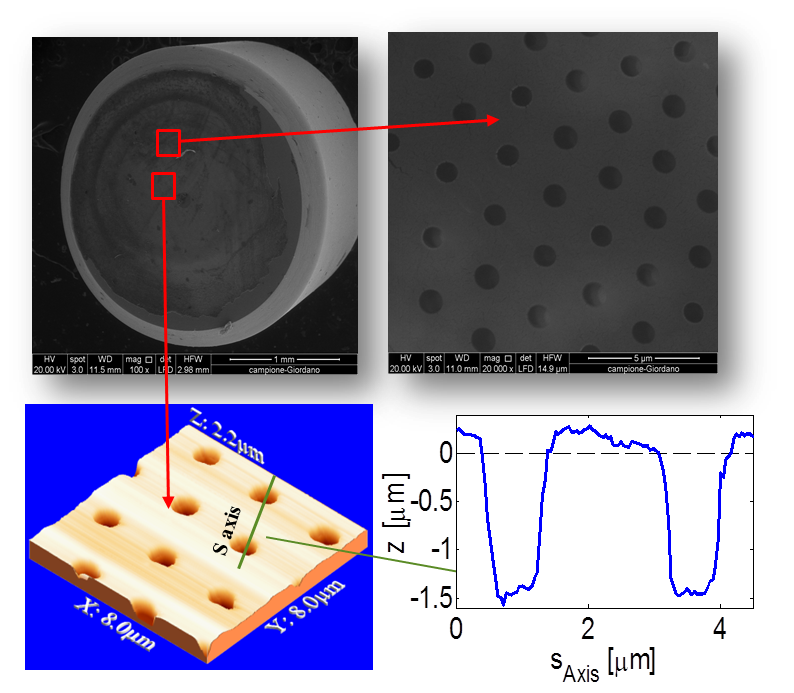 HV spot WD mag □ det HFW 1 mm
20.00 kV 3.0 11.5 mm 100 x LFD 2.98 mm campione-Giordano
HV spot WD mag □ det HFW 5 µm
20.00 kV 3.0 11.0 mm 20 000 x LFD 14.9 µm campione-Giordano
Z: 2.2µm
S axis
X: 8.0µm
Y: 8.0µm
0
-0.5
-1
-1.5
z [µm]
0 2 4
sAxis [µm]